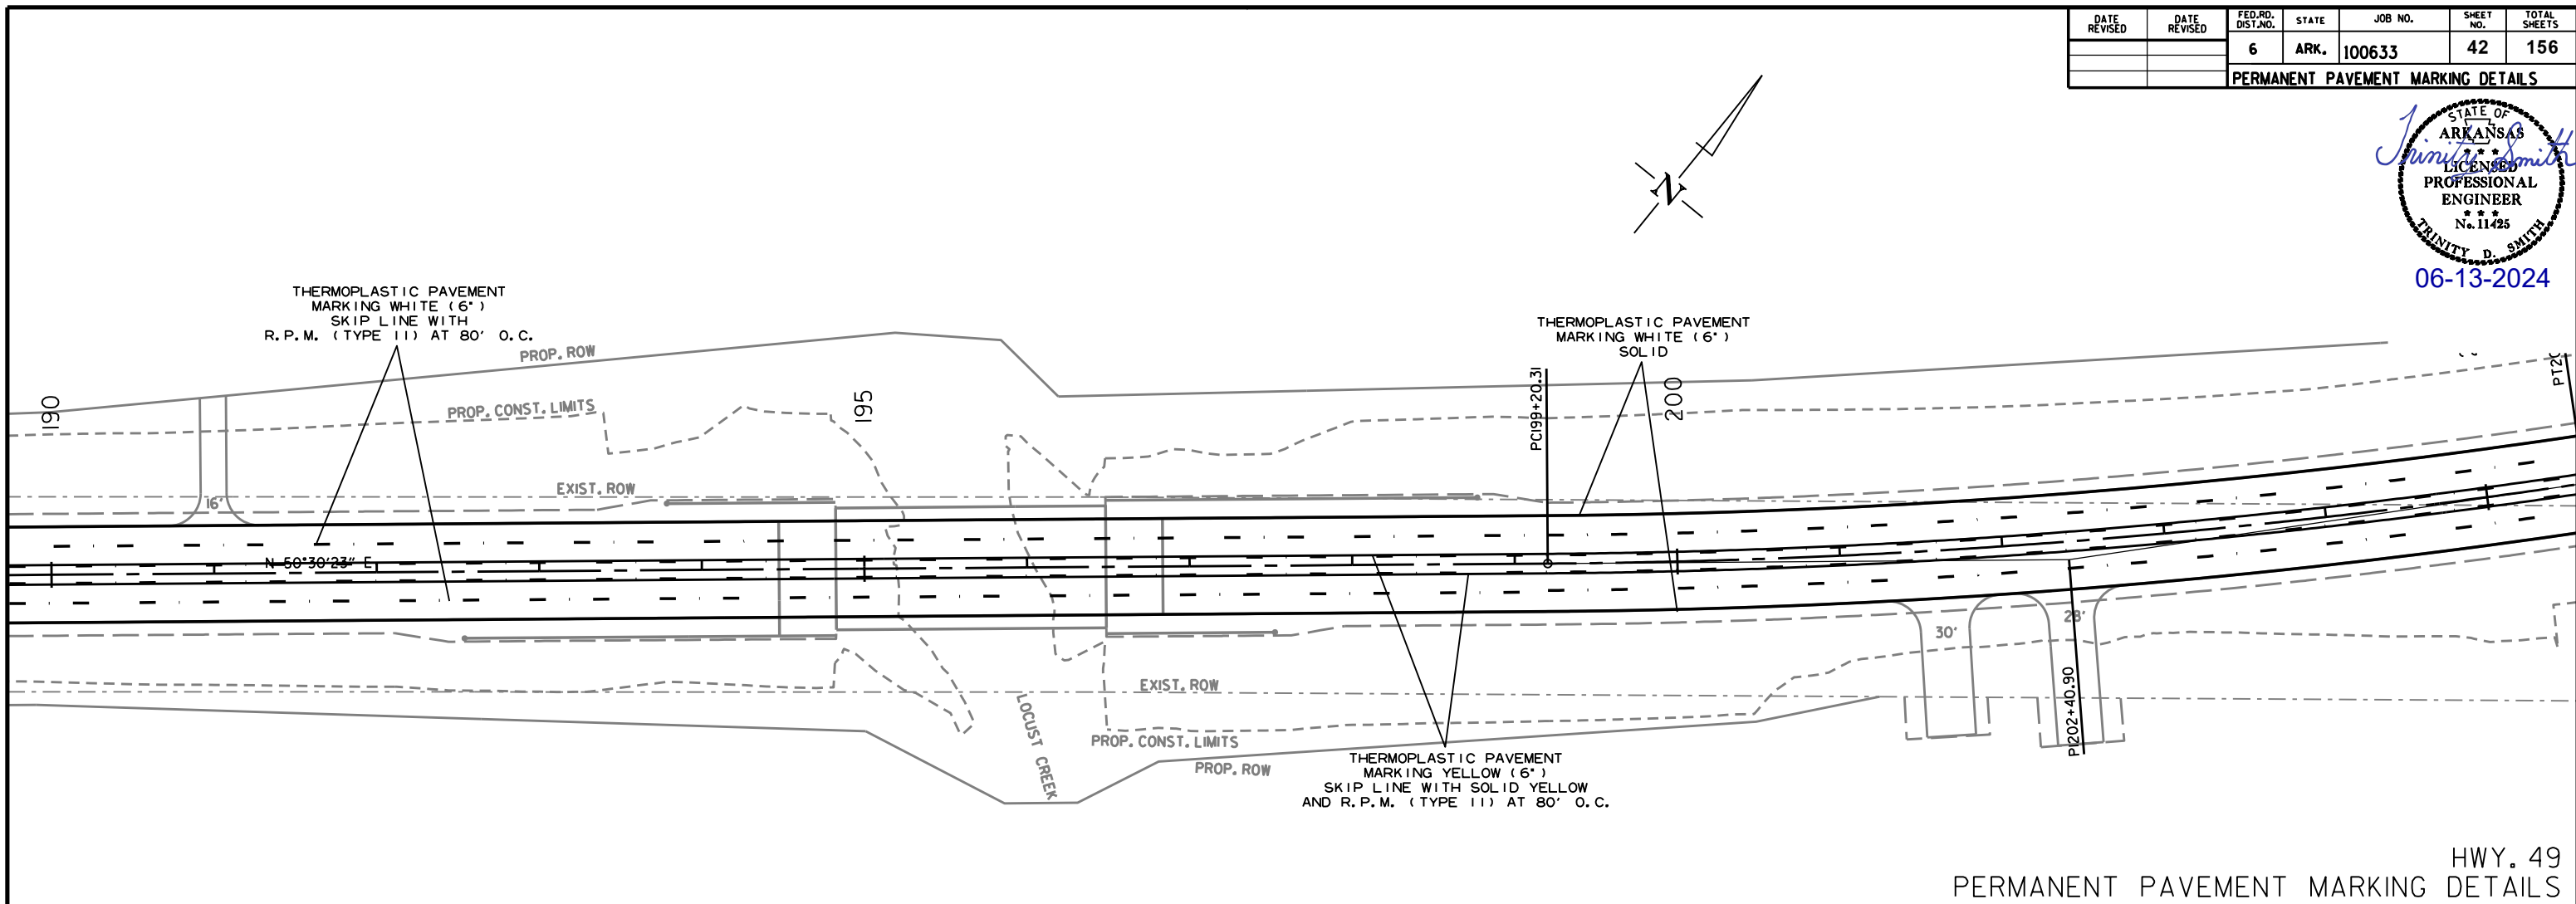 DATE REVISED
DATE REVISED
FED.RD. DIST.NO.
STATE
JOB NO.
SHEET NO.
TOTAL SHEETS
6
ARK.
100633
42
156
PERMANENT PAVEMENT MARKING DETAILS
STATE OF
ARKANSAS
LICENSED
PROFESSIONAL
ENGINEER
No. 11425
TRINITY D. SMITH
Trinity Smith
06-13-2024
N
THERMOPLASTIC PAVEMENT
MARKING WHITE (6")
SKIP LINE WITH
R.P.M. (TYPE II) AT 80' O.C.
THERMOPLASTIC PAVEMENT
MARKING WHITE (6")
SOLID
PROP. ROW
PROP. CONST. LIMITS
190
195
PC199+20.31
200
EXIST. ROW
16'
N 50°30'23" E
30'
28'
EXIST. ROW
LOCUST CREEK
PROP. CONST. LIMITS
PROP. ROW
PI202+40.90
THERMOPLASTIC PAVEMENT
MARKING YELLOW (6")
SKIP LINE WITH SOLID YELLOW
AND R.P.M. (TYPE II) AT 80' O.C.
HWY. 49
PERMANENT PAVEMENT MARKING DETAILS